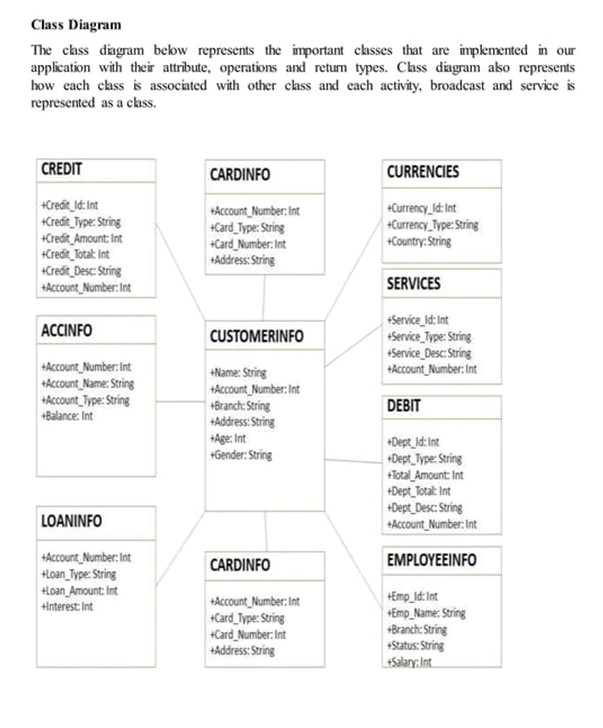 Class Diagram
The class diagram below represents the important classes that are implemented in our
application with their attribute, operations and return types. Class diagram also represents
how each class is associated with other class and each activity, broadcast and service is
represented as a class.
CREDIT
+Credit_Id: Int
+Credit_Type: String
+Credit_Amount: Int
+Credit_Total: Int
+Credit_Desc: String
+Account_Number: Int
CARDINFO
+Account_Number: Int
+Card_Type: String
+Card_Number: Int
+Address: String
CURRENCIES
+Currency_Id: Int
+Currency_Type: String
+Country: String
SERVICES
+Service_Id: Int
+Service_Type: String
+Service_Desc: String
+Account_Number: Int
ACCINFO
+Account_Number: Int
+Account_Name: String
+Account_Type: String
+Balance: Int
CUSTOMERINFO
+Name: String
+Account_Number: Int
+Branch: String
+Address: String
+Age: Int
+Gender: String
DEBIT
+Dept_Id: Int
+Dept_Type: String
+Total_Amount: Int
+Dept_Total: Int
+Dept_Desc: String
+Account_Number: Int
LOANINFO
+Account_Number: Int
+Loan_Type: String
+Loan_Amount: Int
+Interest: Int
CARDINFO
+Account_Number: Int
+Card_Type: String
+Card_Number: Int
+Address: String
EMPLOYEEINFO
+Emp_Id: Int
+Emp_Name: String
+Branch: String
+Status: String
+Salary: Int